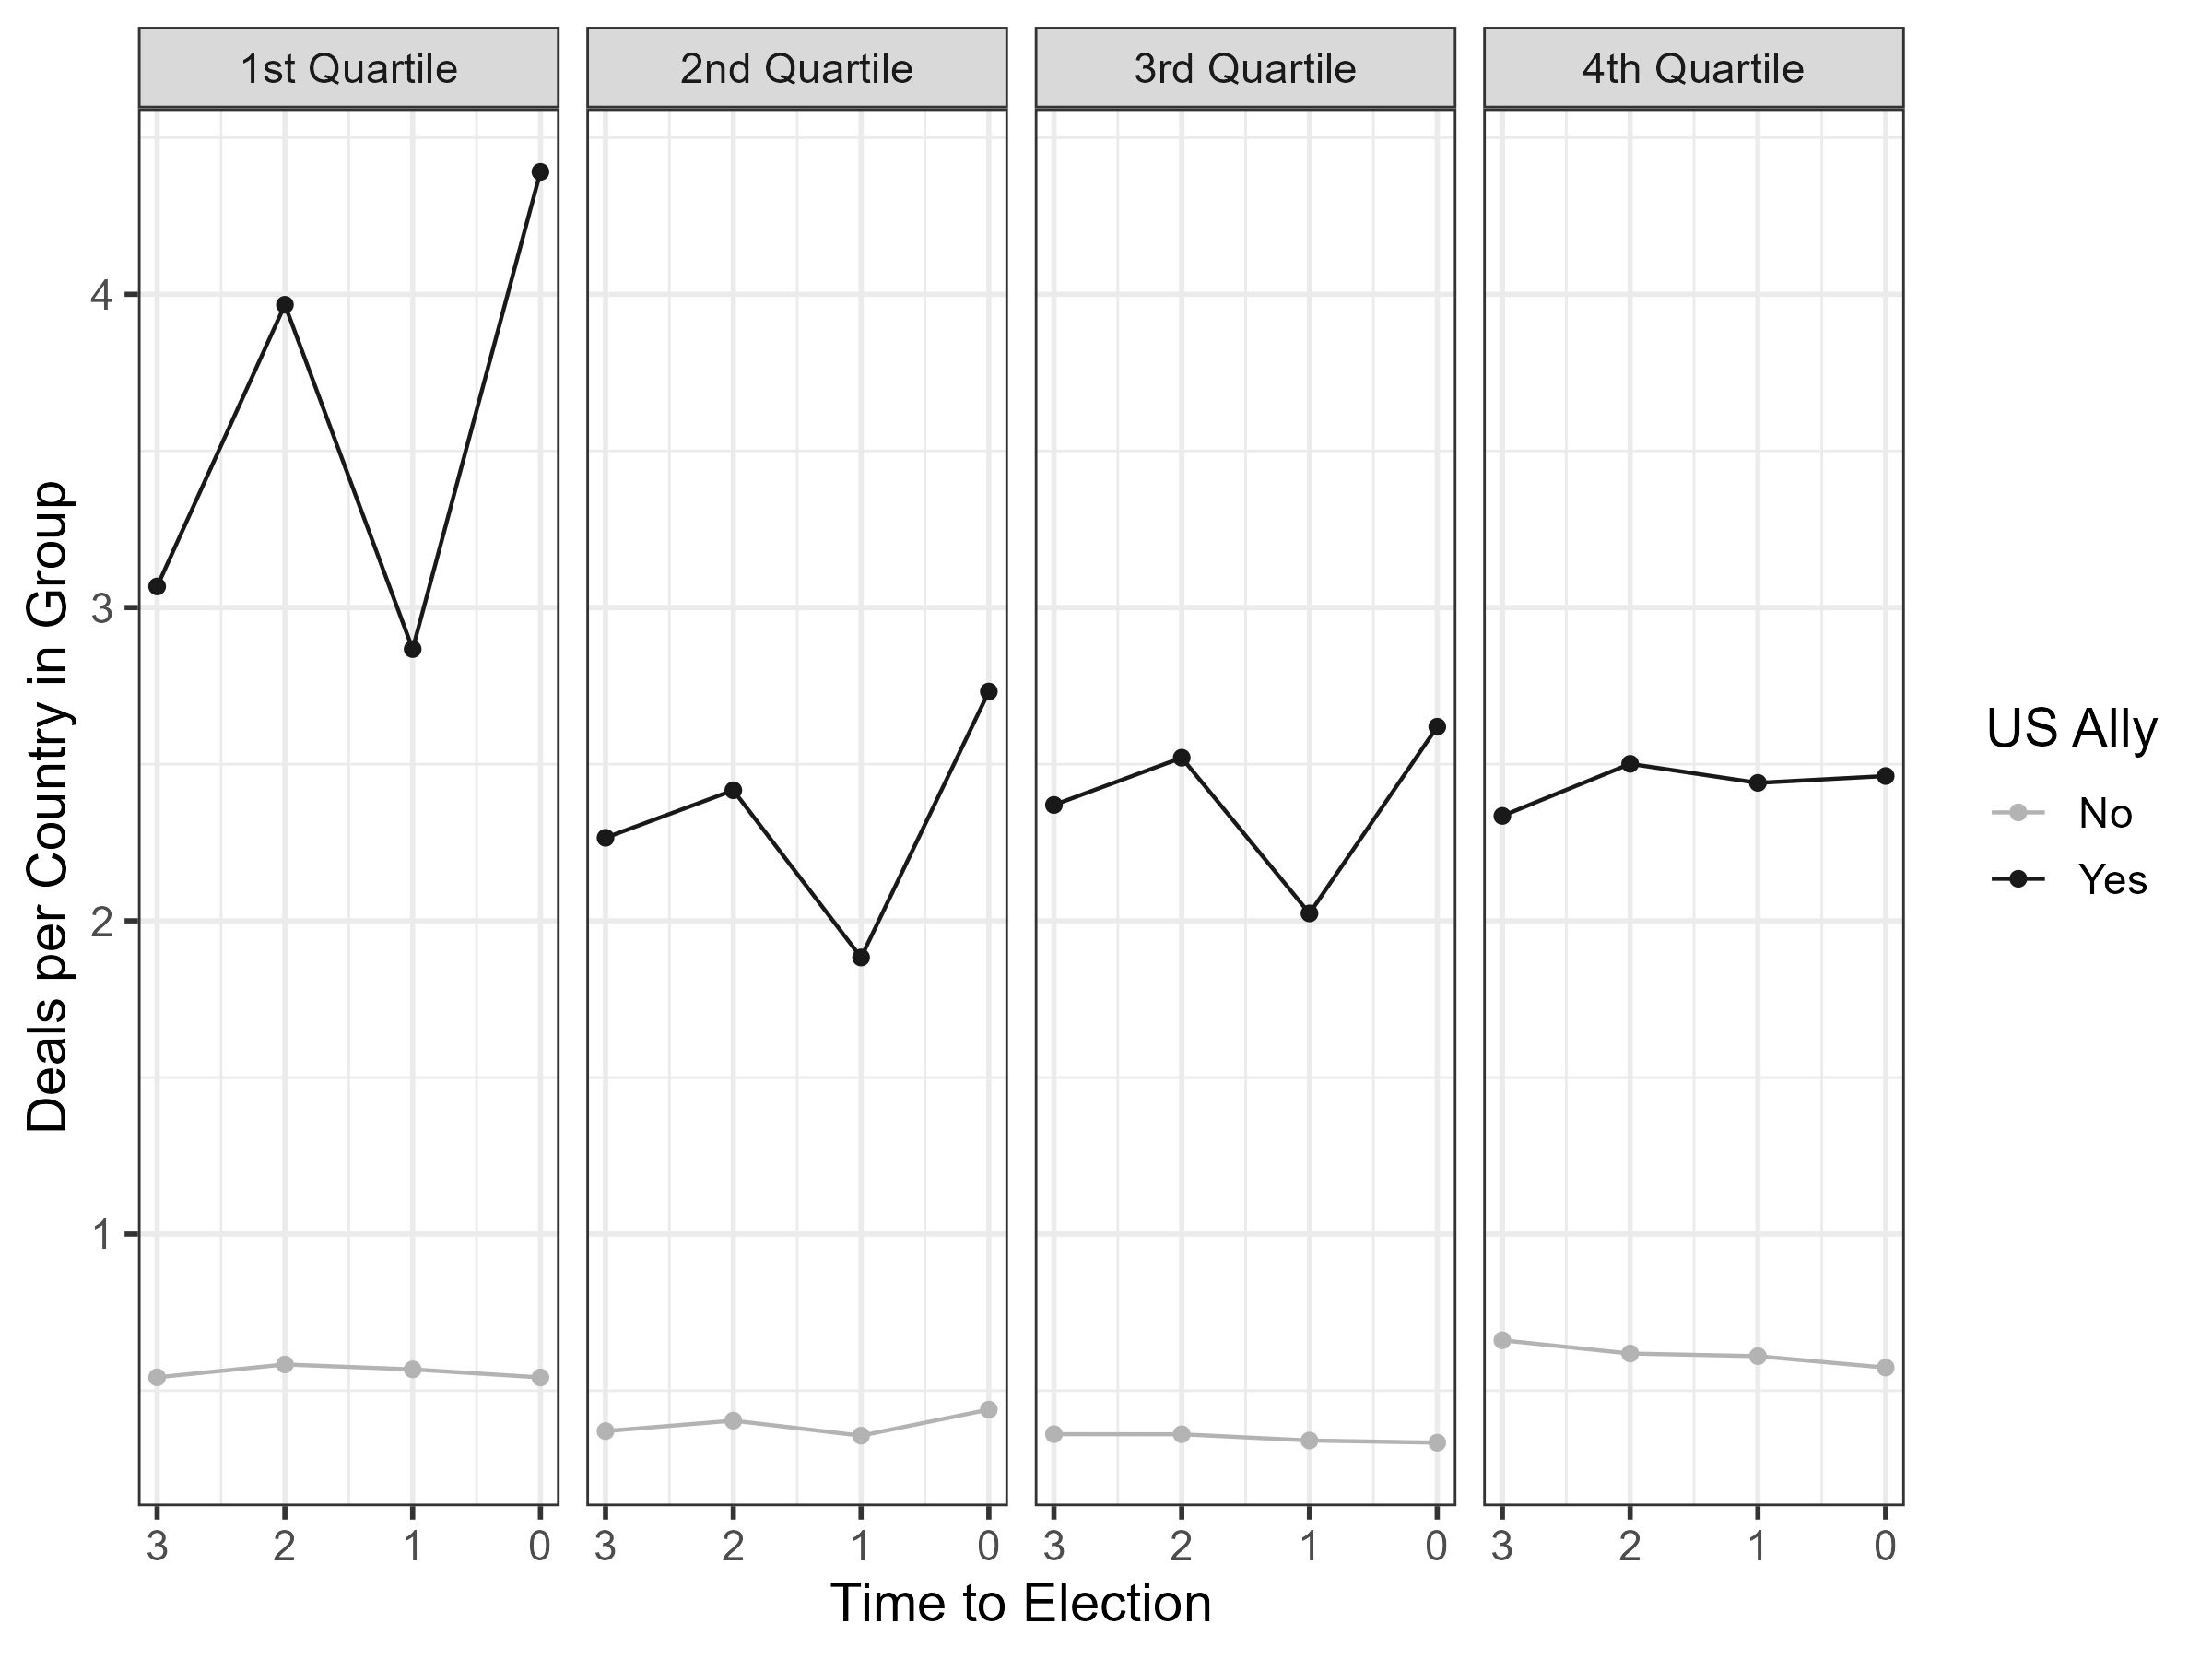 1st Quartile
2nd Quartile
3rd Quartile
4th Quartile
Deals per Country in Group
4
3
2
1
3 2 1 0
3 2 1 0
3 2 1 0
3 2 1 0
Time to Election
US Ally
No
Yes